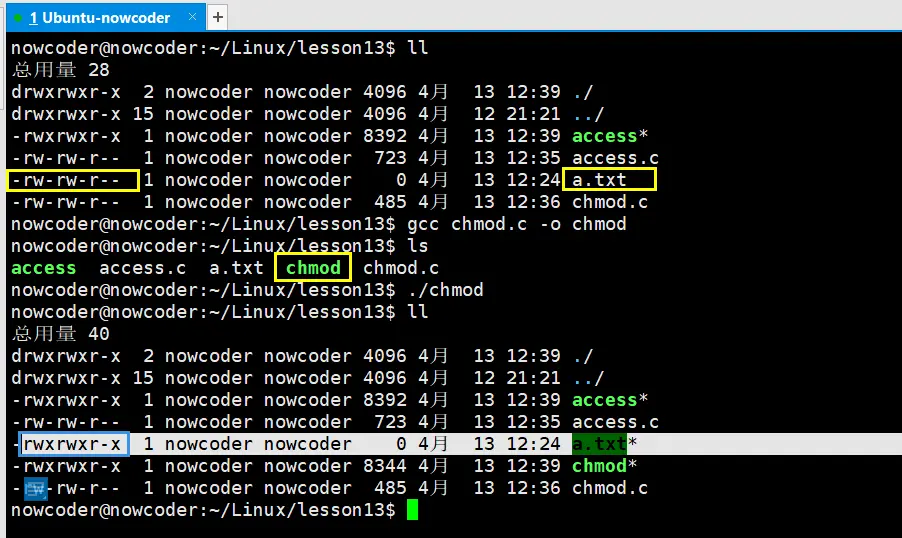 1 Ubuntu-nowcoder × +
nowcoder@nowcoder:~/Linux/lesson13$ ll
总用量 28
drwxrwxr-x  2 nowcoder nowcoder 4096 4月  13 12:39 ./
drwxrwxr-x 15 nowcoder nowcoder 4096 4月  12 21:21 ../
-rwxrwxr-x  1 nowcoder nowcoder 8392 4月  13 12:39 access*
-rw-rw-r--  1 nowcoder nowcoder  723 4月  13 12:35 access.c
-rw-rw-r--  1 nowcoder nowcoder    0 4月  13 12:24 a.txt
-rw-rw-r--  1 nowcoder nowcoder  485 4月  13 12:36 chmod.c
nowcoder@nowcoder:~/Linux/lesson13$ gcc chmod.c -o chmod
nowcoder@nowcoder:~/Linux/lesson13$ ls
access  access.c  a.txt  chmod  chmod.c
nowcoder@nowcoder:~/Linux/lesson13$ ./chmod
nowcoder@nowcoder:~/Linux/lesson13$ ll
总用量 40
drwxrwxr-x  2 nowcoder nowcoder 4096 4月  13 12:39 ./
drwxrwxr-x 15 nowcoder nowcoder 4096 4月  12 21:21 ../
-rwxrwxr-x  1 nowcoder nowcoder 8392 4月  13 12:39 access*
-rw-rw-r--  1 nowcoder nowcoder  723 4月  13 12:35 access.c
-rwxrwxr-x  1 nowcoder nowcoder    0 4月  13 12:24 a.txt*
-rwxrwxr-x  1 nowcoder nowcoder 8344 4月  13 12:39 chmod*
-rw-rw-r--  1 nowcoder nowcoder  485 4月  13 12:36 chmod.c
nowcoder@nowcoder:~/Linux/lesson13$